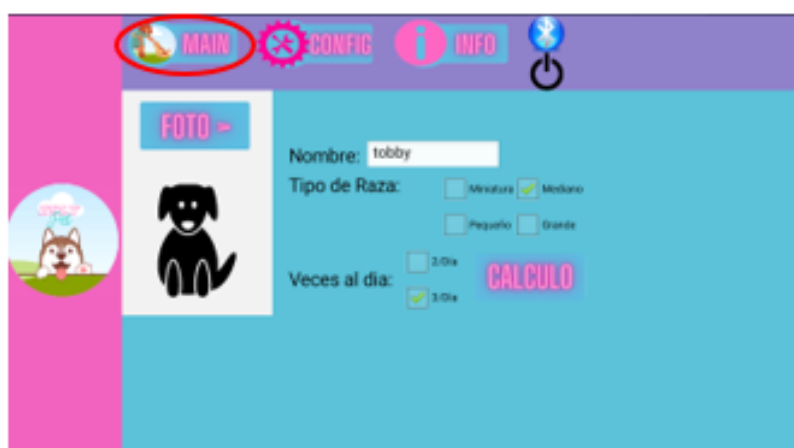 MAIN CONFIG INFO
FOTO
Nombre: tobby
Tipo de Raza: Miniatura Mediano
Pequeño Grande
Veces al dia: 2/Dia
3/Dia
CALCULO
Pet